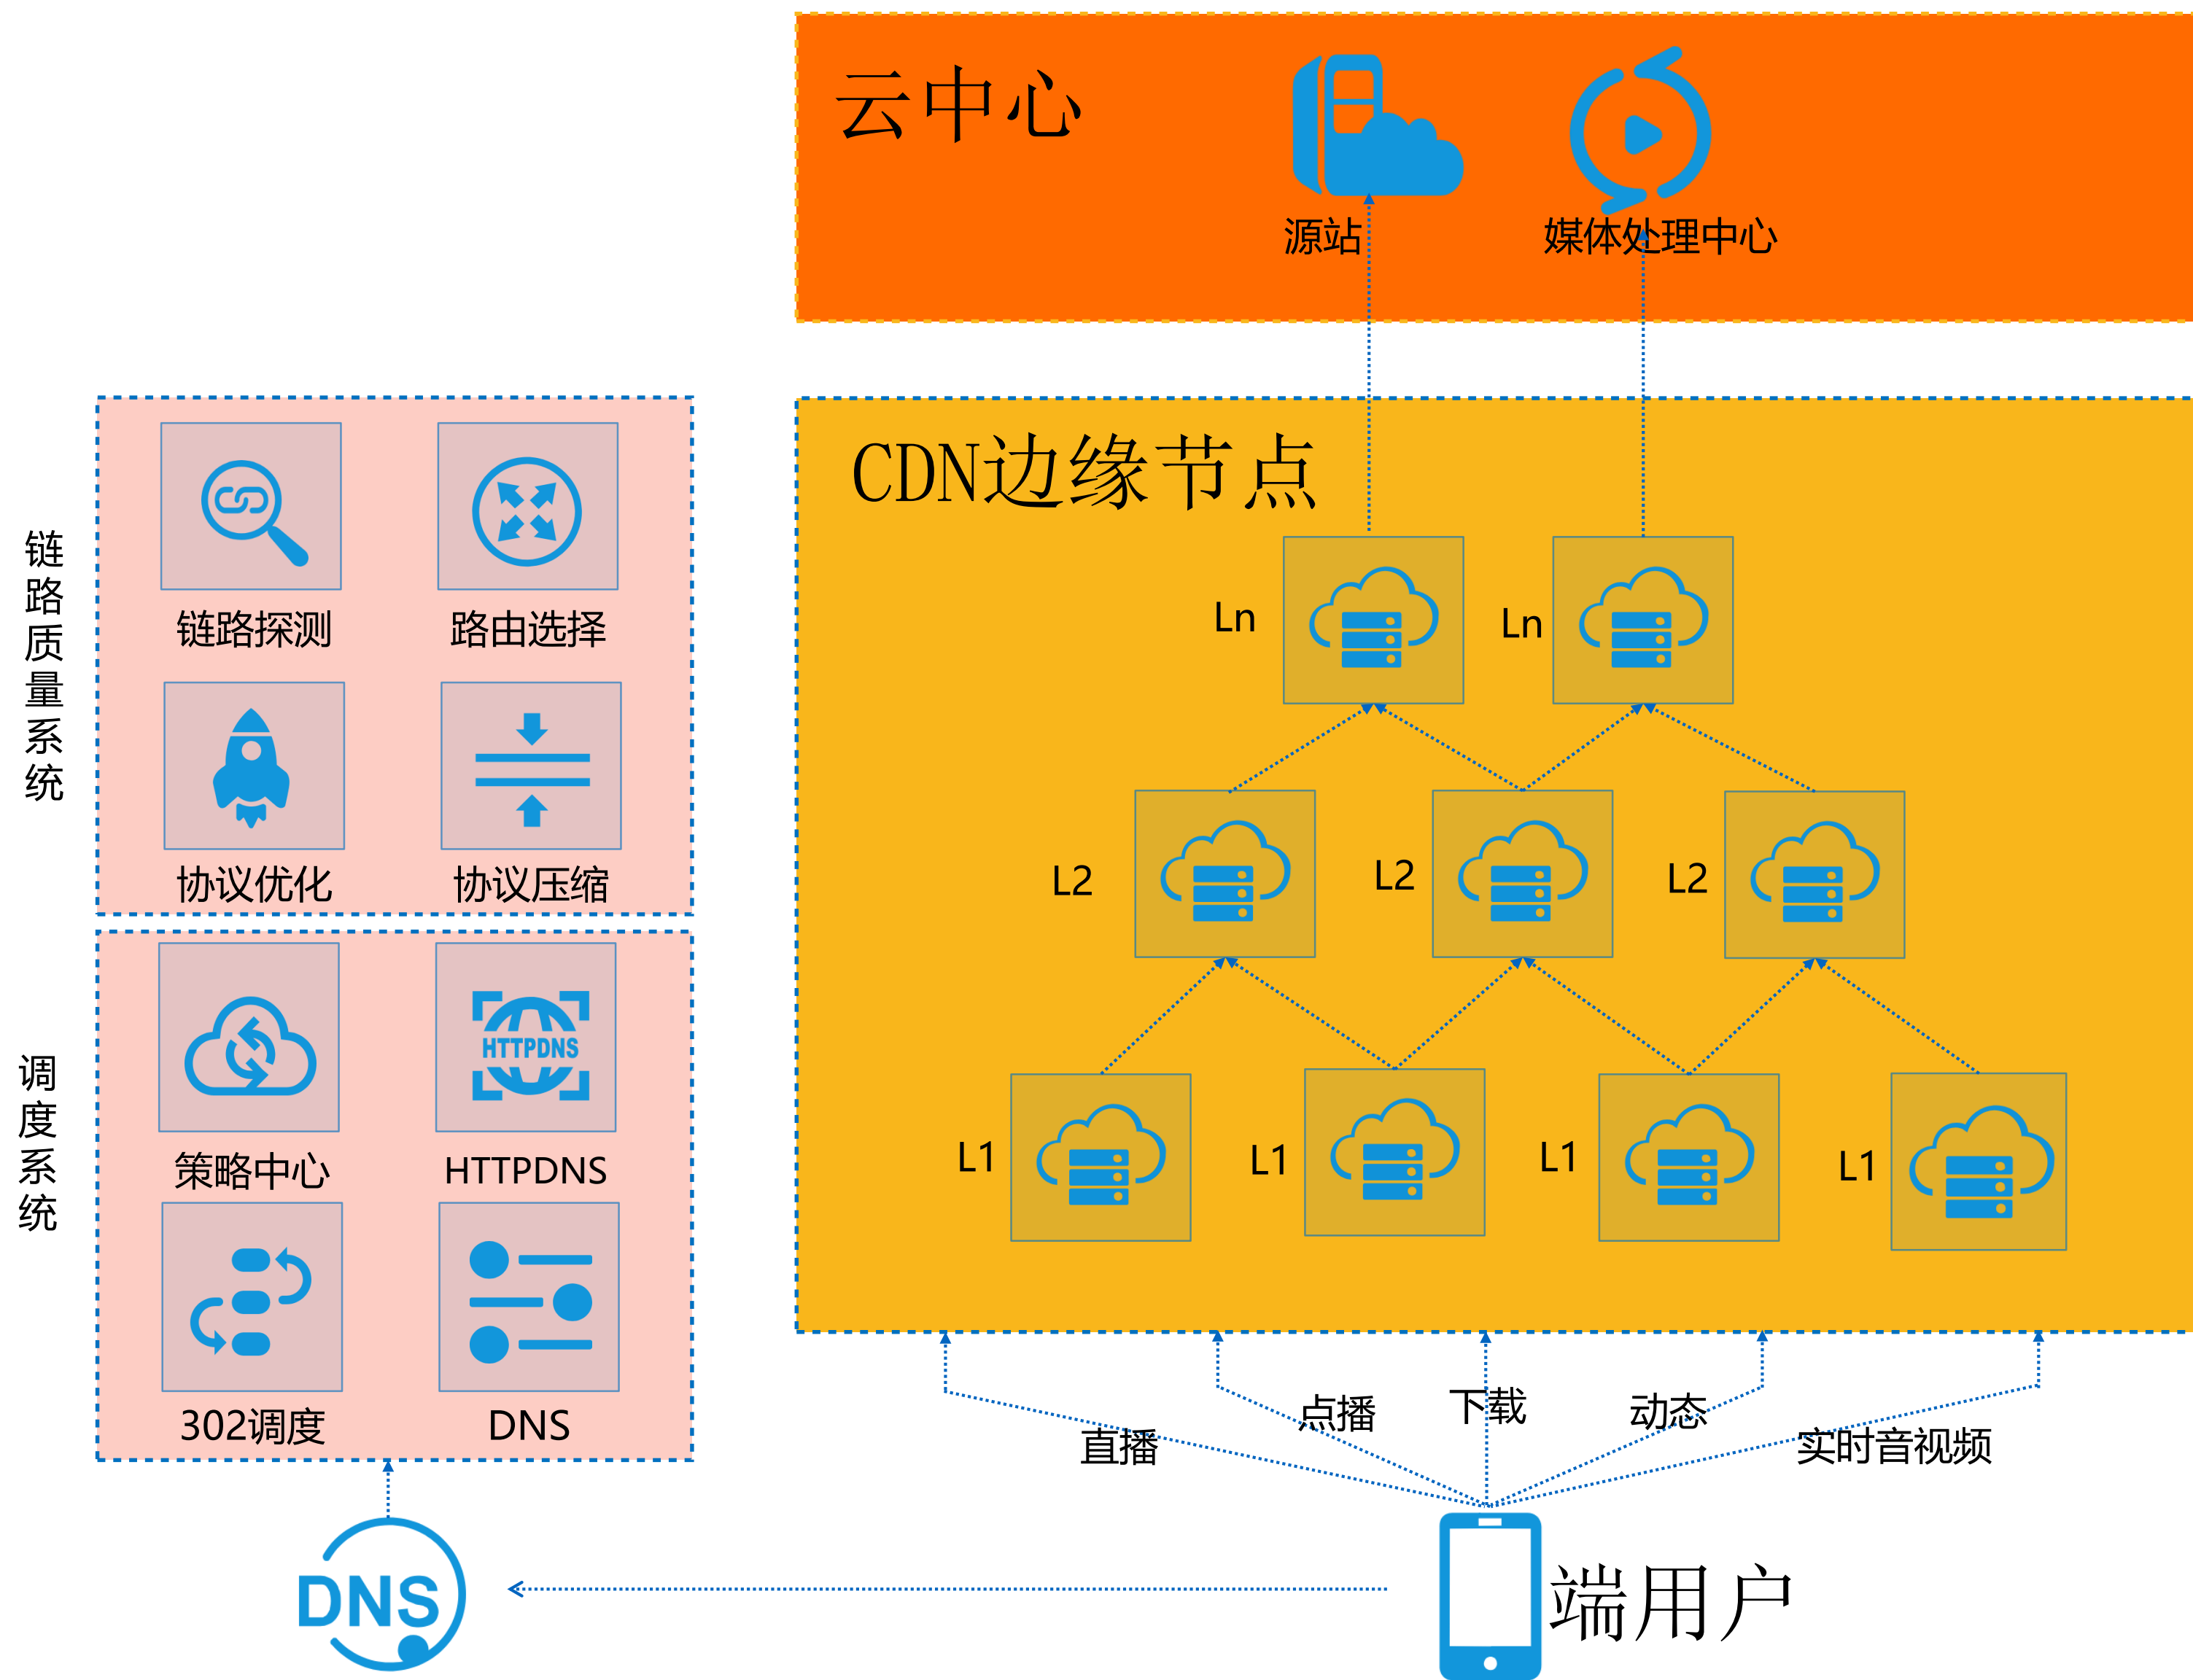 云中心
源站
媒体处理中心
链路质量系统
链路探测
路由选择
协议优化
协议压缩
调度系统
HTTPDNS
策略中心
HTTPDNS
302调度
DNS
CDN边缘节点
Ln
Ln
L2
L2
L2
L1
L1
L1
L1
直播
点播
下载
动态
实时音视频
DNS
端用户